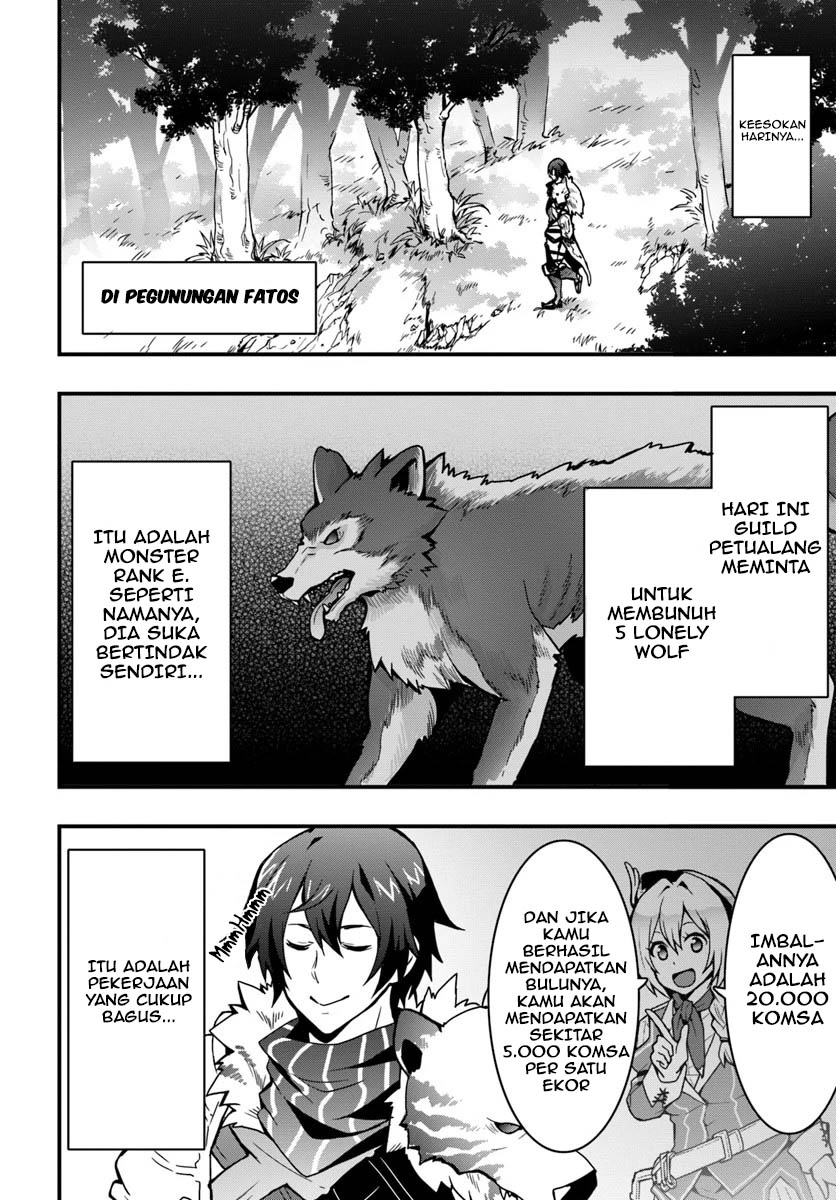 KEESOKAN
HARINYA...
DI PEGUNUNGAN FATOS
HARI INI
GUILD
PETUALANG
MEMINTA
UNTUK
MEMBUNUH
5 LONELY
WOLF
ITU ADALAH
MONSTER
RANK E.
SEPERTI
NAMANYA,
DIA SUKA
BERTINDAK
SENDIRI...
IMBAL-
ANNYA
ADALAH
20.000
KOMSA
DAN JIKA
KAMU
BERHASIL
MENDAPATKAN
BULUNYA,
KAMU AKAN
MENDAPATKAN
SEKITAR
5.000 KOMSA
PER SATU
EKOR
MmmHmmm
ITU ADALAH
PEKERJAAN
YANG CUKUP
BAGUS...